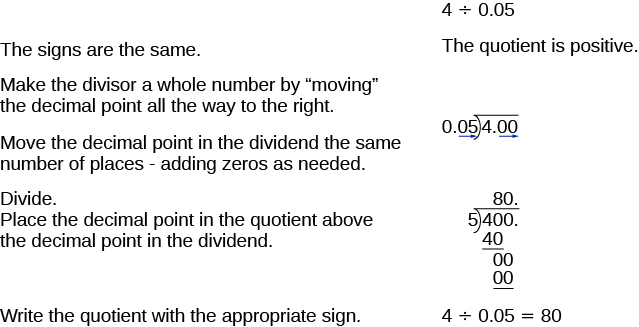 4 ÷ 0.05
The signs are the same.
The quotient is positive.
Make the divisor a whole number by “moving”
the decimal point all the way to the right.
0.05)4.00
Move the decimal point in the dividend the same
number of places - adding zeros as needed.
Divide.
80.
Place the decimal point in the quotient above
5)400.
the decimal point in the dividend.
40
00
00
Write the quotient with the appropriate sign.
4 ÷ 0.05 = 80